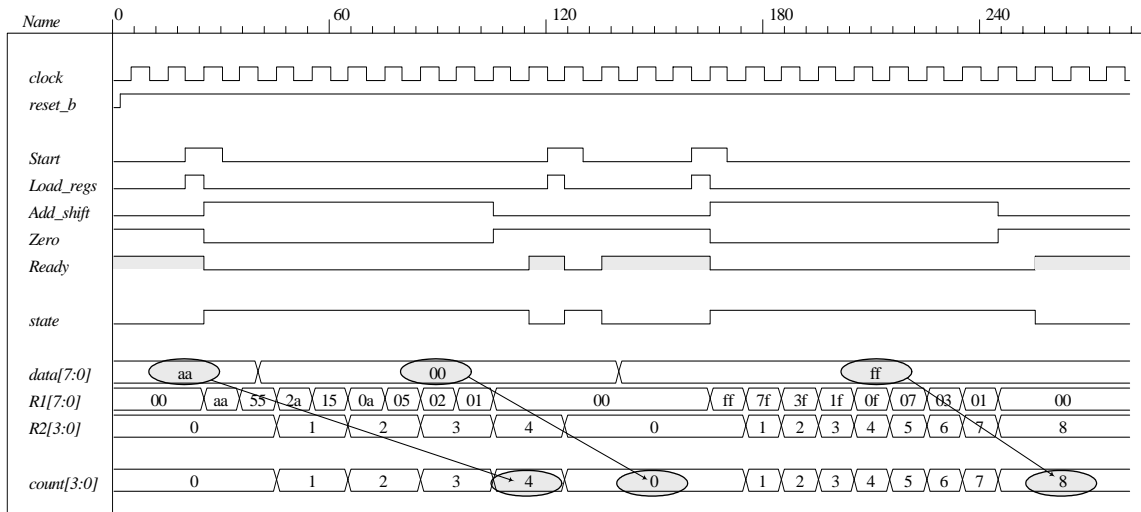 Name 0 60 120 180 240
clock
reset_b
Start
Load_regs
Add_shift
Zero
Ready
state
data[7:0] aa 00 ff
R1[7:0] 00 aa 55 2a 15 0a 05 02 01 00 ff 7f 3f 1f 0f 07 03 01 00
R2[3:0] 0 1 2 3 4 0 1 2 3 4 5 6 7 8
count[3:0] 0 1 2 3 4 0 1 2 3 4 5 6 7 8